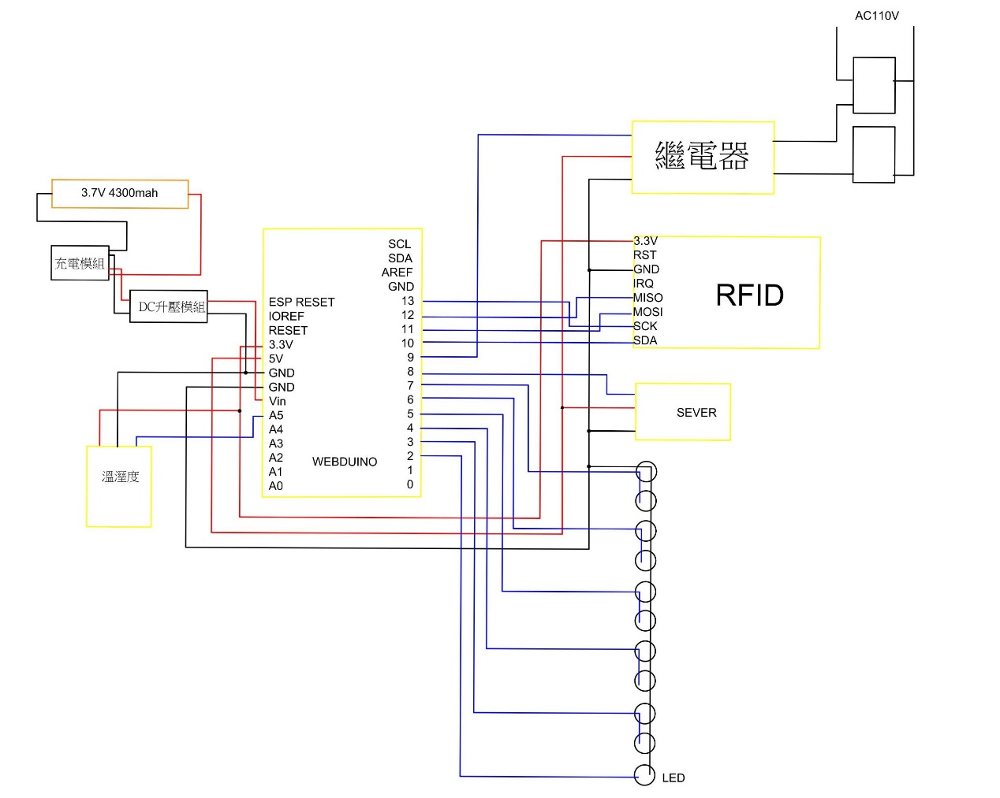 AC110V
繼電器
3.7V 4300mah
充電模組
DC升壓模組
SCL
SDA
AREF
GND
ESP RESET
13
IOREF
12
RESET
11
3.3V
10
5V
9
GND
8
GND
7
Vin
6
A5
5
A4
4
A3
3
A2
2
A1
1
A0
0
WEBDUINO
3.3V
RST
GND
IRQ
MISO
MOSI
SCK
SDA
RFID
SEVER
溫溼度
LED